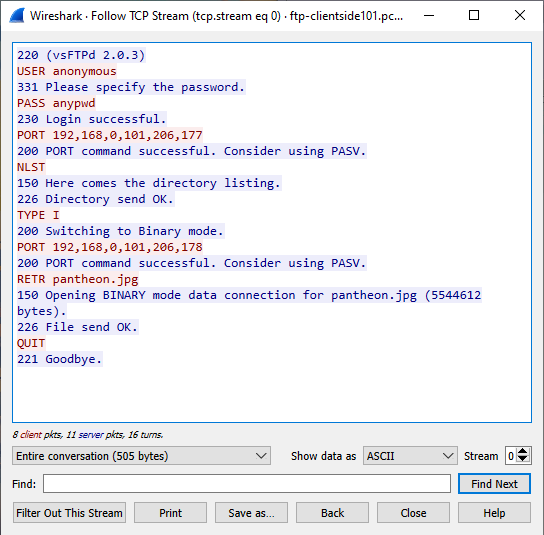 Wireshark · Follow TCP Stream (tcp.stream eq 0) · ftp-clientside101.pc...
220 (vsFTPd 2.0.3)
USER anonymous
331 Please specify the password.
PASS anypwd
230 Login successful.
PORT 192,168,0,101,206,177
200 PORT command successful. Consider using PASV.
NLST
150 Here comes the directory listing.
226 Directory send OK.
TYPE I
200 Switching to Binary mode.
PORT 192,168,0,101,206,178
200 PORT command successful. Consider using PASV.
RETR pantheon.jpg
150 Opening BINARY mode data connection for pantheon.jpg (5544612
bytes).
226 File send OK.
QUIT
221 Goodbye.
8 client pkts, 11 server pkts, 16 turns.
Entire conversation (505 bytes) Show data as ASCII Stream 0
Find: Find Next
Filter Out This Stream Print Save as... Back Close Help